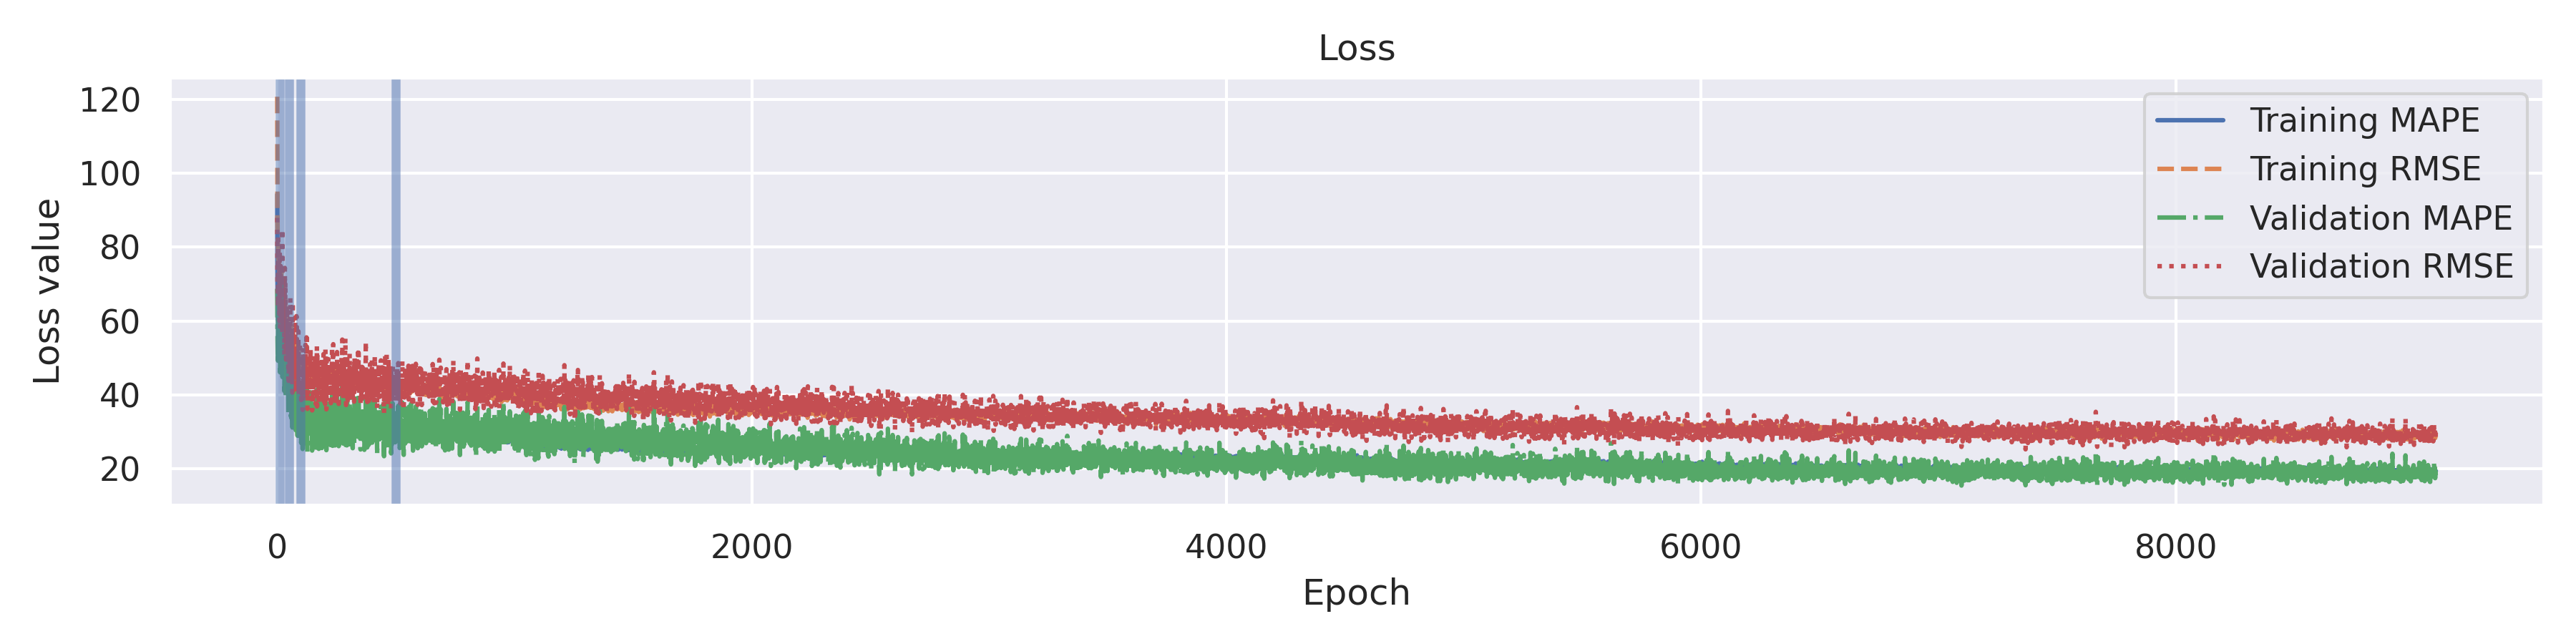 Loss
120
100
80
60
40
20
Loss value
0 2000 4000 6000 8000
Epoch
Training MAPE
Training RMSE
Validation MAPE
Validation RMSE